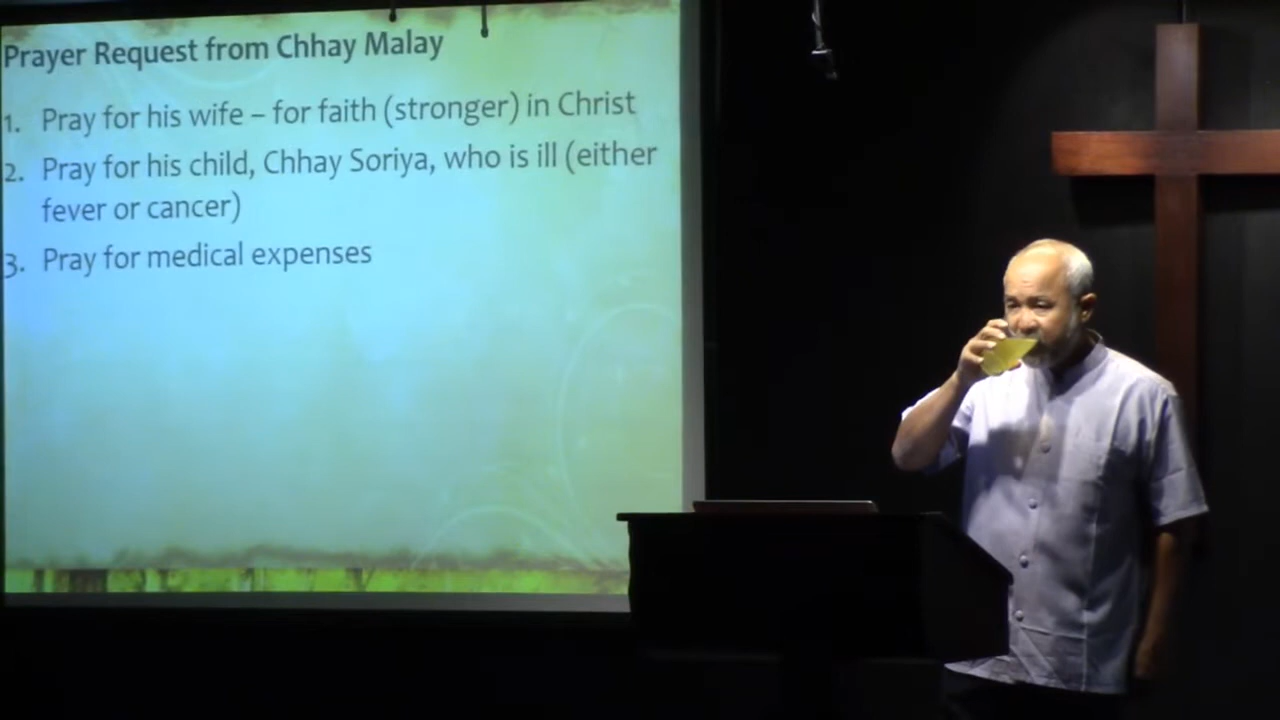 Prayer Request from Chhay Malay
1. Pray for his wife – for faith (stronger) in Christ
2. Pray for his child, Chhay Soriya, who is ill (either
fever or cancer)
3. Pray for medical expenses